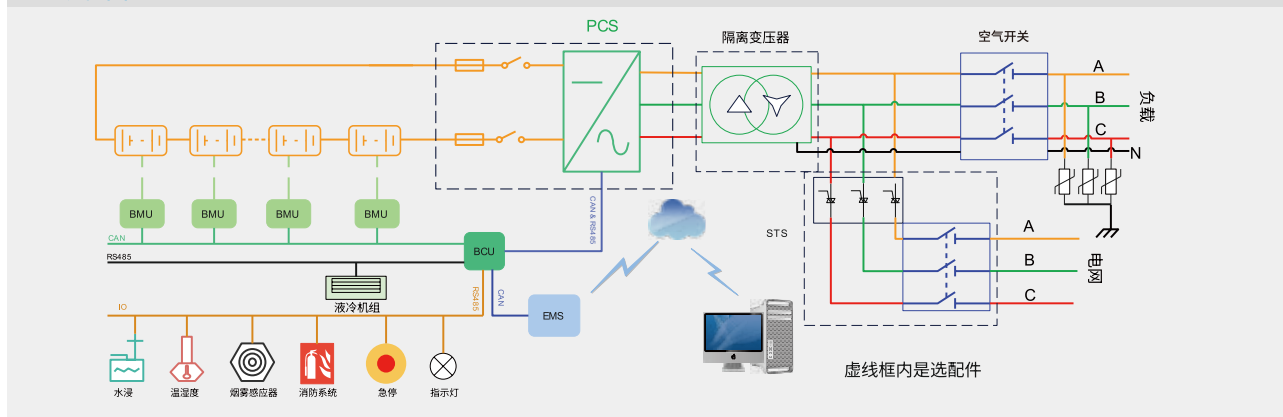 PCS
隔离变压器
空气开关
A
B
C
N
负载
BMU
BMU
BMU
BMU
CAN
RS485
BCU
CAN & RS485
液冷机组
IO
RS485
CAN
EMS
STS
A
B
C
电网
水浸
温湿度
烟雾感应器
消防系统
急停
指示灯
虚线框内是选配件